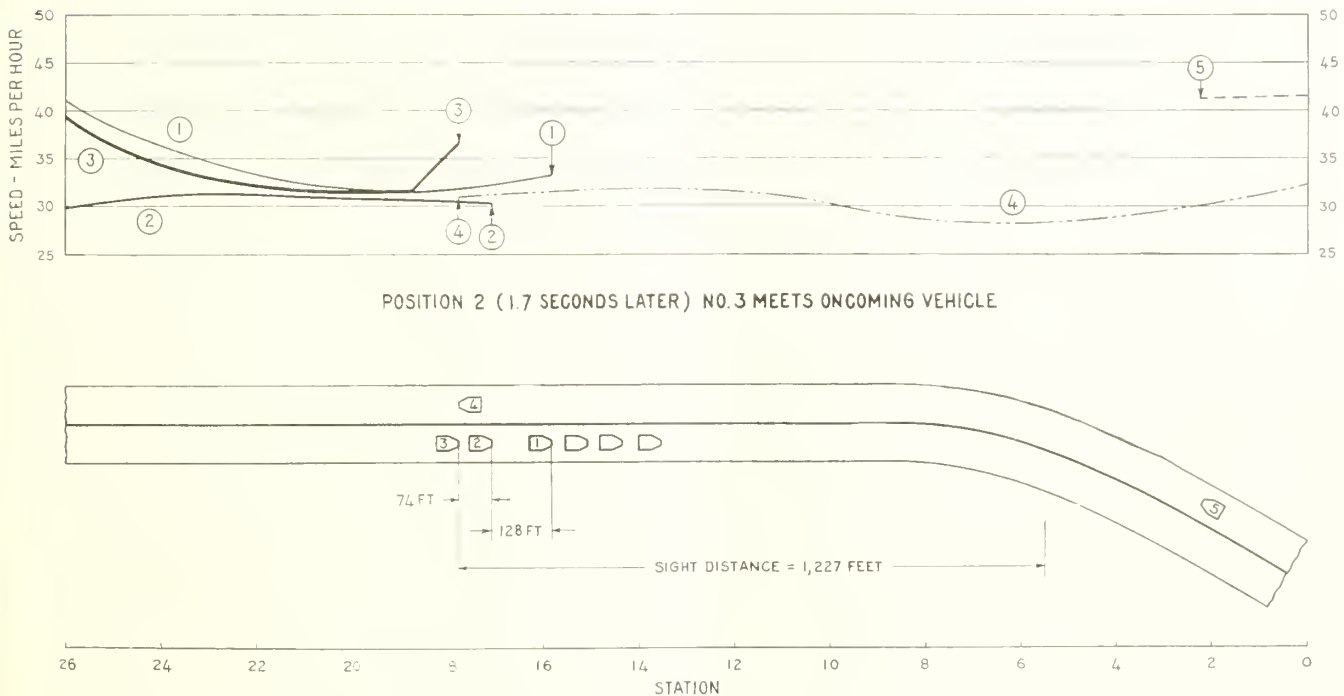 50
45
40
35
30
25
SPEED - MILES PER HOUR
50
45
40
35
30
25
5
3
1
1
3
4
2
4
2
POSITION 2 (1.7 SECONDS LATER) NO. 3 MEETS ONCOMING VEHICLE
4
3 2 1
5
74 FT
128 FT
SIGHT DISTANCE = 1,227 FEET
26 24 22 20 8 16 14 12 10 8 6 4 2 0
STATION